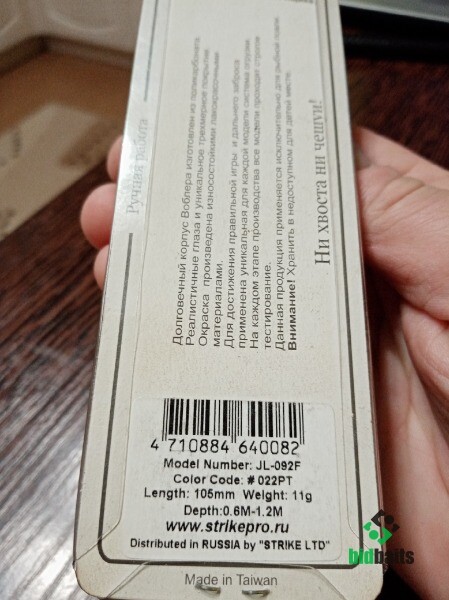 Ручная работа
Долговечный корпус Воблера изготовлен из поликарбоната.
Реалистичные глаза и уникальное трехмерное покрытие.
Окраска произведена износостойкими лакокрасочными
материалами.
Для достижения правильной игры и дальнего заброса
применена уникальная для каждой модели система огрузки.
На каждом этапе производства все модели проходят строгое
тестирование.
Данная продукция применяется исключительно для рыбной ловли.
Внимание! Хранить в недоступном для детей месте.
Ни хвоста ни чешуи!
4 710884 640082
Model Number: JL-092F
Color Code: # 022PT
Length: 105mm Weight: 11g
Depth:0.6M-1.2M
www.strikepro.ru
Distributed in RUSSIA by "STRIKE LTD"
Made in Taiwan
bidbaits